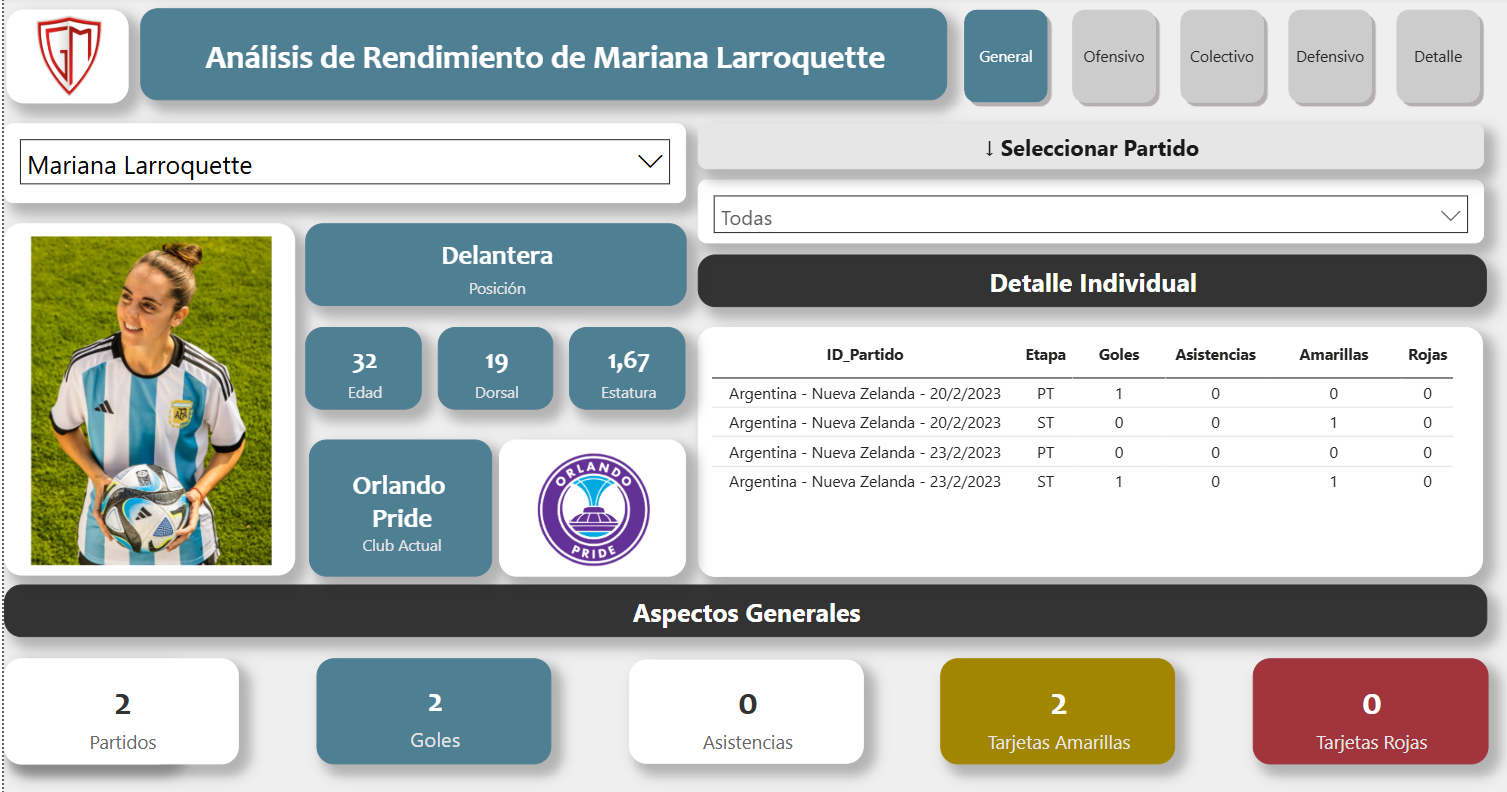 GM
Análisis de Rendimiento de Mariana Larroquette
General
Ofensivo
Colectivo
Defensivo
Detalle
Mariana Larroquette
↓ Seleccionar Partido
Todas
Delantera
Posición
32
Edad
19
Dorsal
1,67
Estatura
Orlando
Pride
Club Actual
ORLANDO
PRIDE
AFA
Detalle Individual
ID_Partido Etapa Goles Asistencias Amarillas Rojas
Argentina - Nueva Zelanda - 20/2/2023 PT 1 0 0 0
Argentina - Nueva Zelanda - 20/2/2023 ST 0 0 1 0
Argentina - Nueva Zelanda - 23/2/2023 PT 0 0 0 0
Argentina - Nueva Zelanda - 23/2/2023 ST 1 0 1 0
Aspectos Generales
2
Partidos
2
Goles
0
Asistencias
2
Tarjetas Amarillas
0
Tarjetas Rojas